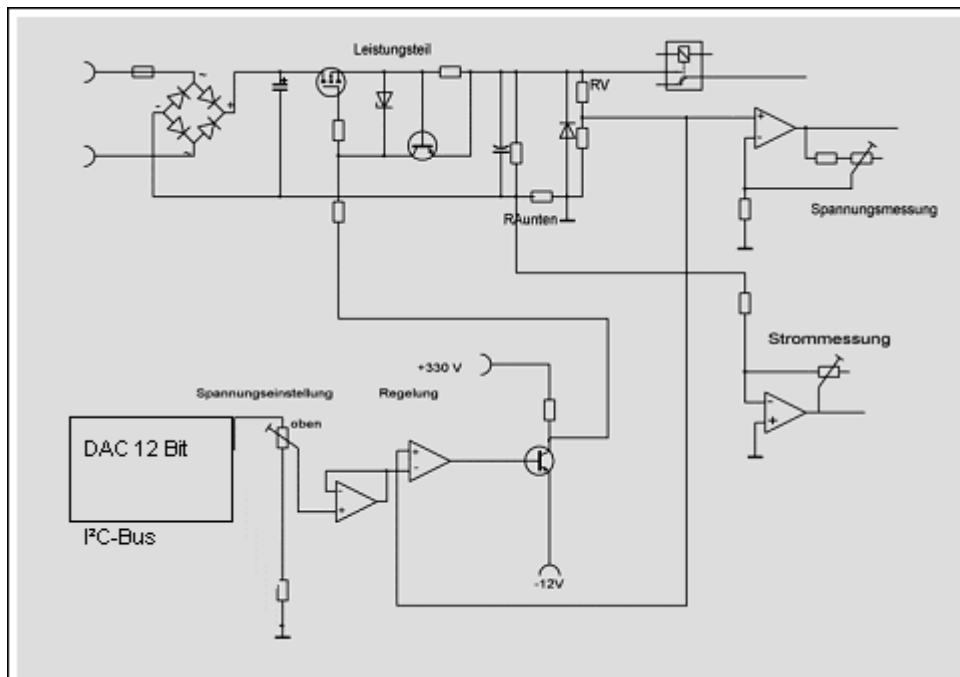 Leistungsteil
RV
RAunten
Spannungsmessung
Strommessung
+330 V
Spannungseinstellung
Regelung
oben
DAC 12 Bit
I²C-Bus
-12V